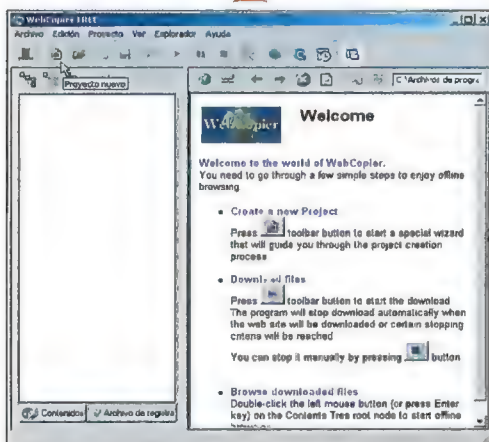 WebCopier FREE
Archivo Edición Proyecto Ver Explorador Ayuda
Proyecto nuevo
C:\Archivos de progra
WebCopier
Welcome
Welcome to the world of WebCopier.
You need to go through a few simple steps to enjoy offline
browsing
Create a new Project
Press toolbar button to start a special wizard
that will guide you through the project creation
process
Download files
Press toolbar button to start the download
The program will stop download automatically when
the web site will be downloaded or certain stopping
criteria will be reached
You can stop it manually by pressing button
Browse downloaded files
Double-click the left mouse button (or press Enter
key) on the Contents Tree root node to start offline
Contenidos
Archivo de registro